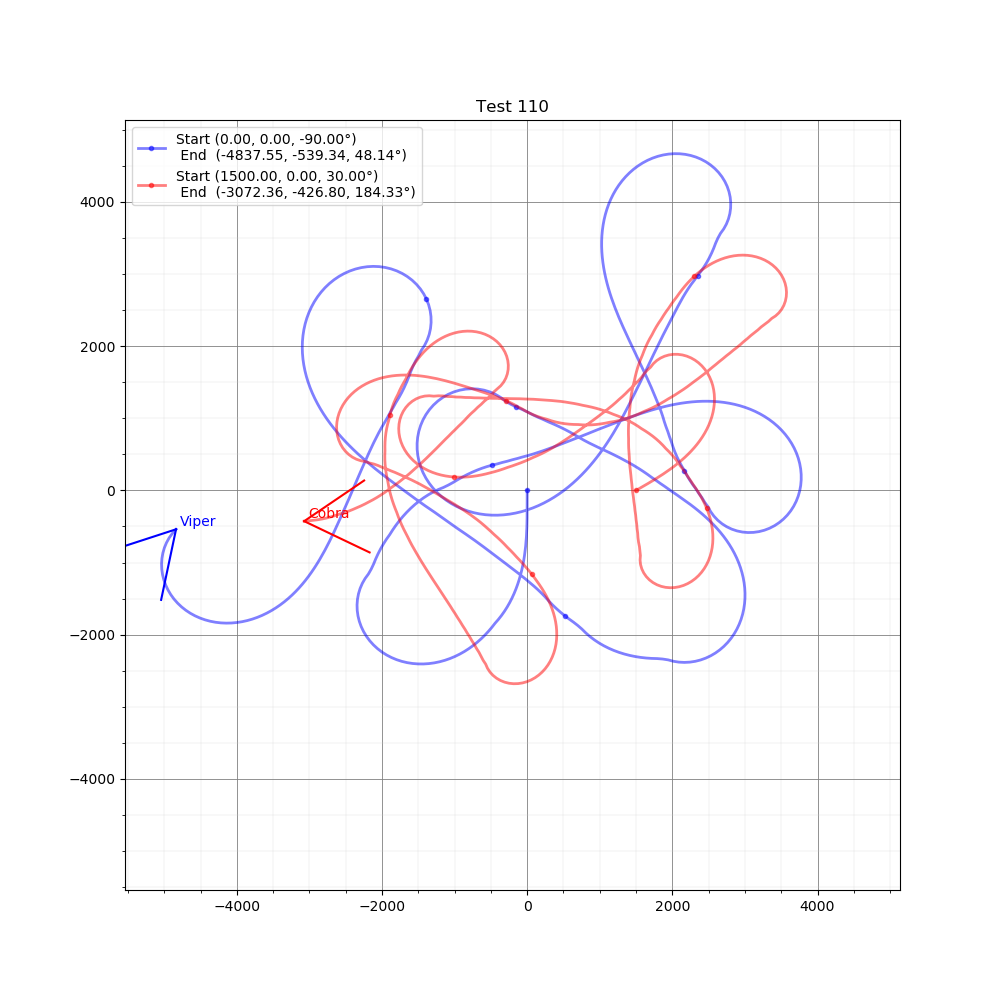 Test 110
Start (0.00, 0.00, -90.00°)
End  (-4837.55, -539.34, 48.14°)
Start (1500.00, 0.00, 30.00°)
End  (-3072.36, -426.80, 184.33°)
4000
2000
0
−2000
−4000
Viper
Cobra
−4000
−2000
0
2000
4000